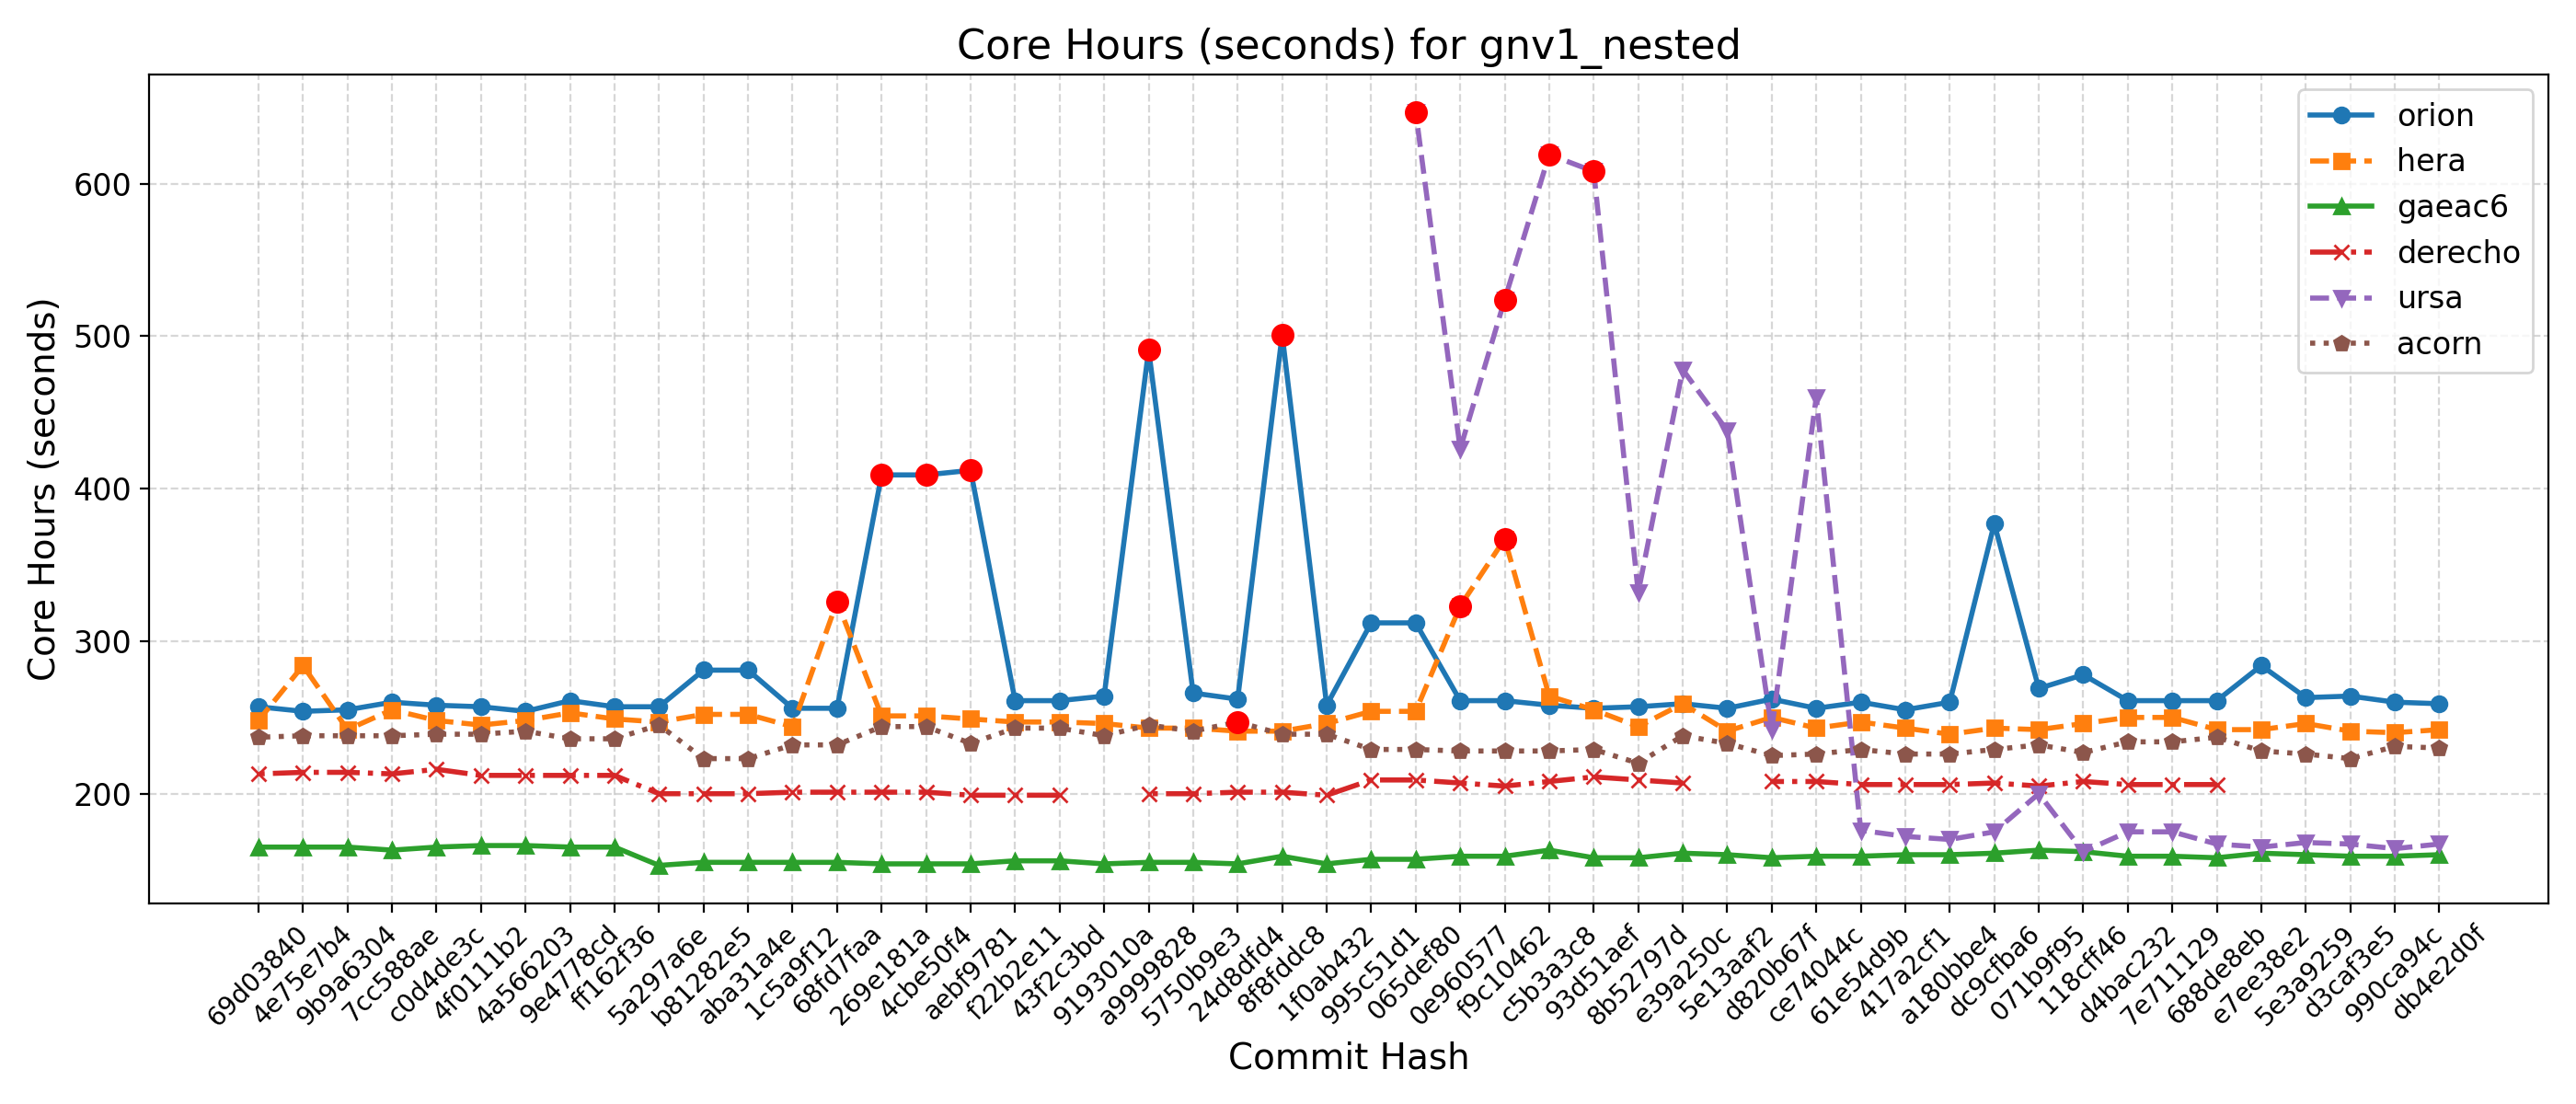 Core Hours (seconds) for gnv1_nested
Core Hours (seconds)
600
500
400
300
200
orion
hera
gaeac6
derecho
ursa
acorn
69d03840
4e75e7b4
9b9a6304
7cc588ae
c0d4de3c
4f0111b2
4a566203
9e4778cd
ff162f36
5a297a6e
b81282e5
aba31a4e
1c5a9f12
68fd7faa
269e181a
4cbe50f4
aebf9781
f22b2e11
43f2c3bd
9193010a
a9999828
5750b9e3
24d8dfd4
8f8fddc8
1f0ab432
995c51d1
065def80
0e960577
f9c10462
c5b3a3c8
93d51aef
8b52797d
e39a250c
5e13aaf2
d820b67f
ce74044c
61e54d9b
417a2cf1
a180bbe4
dc9cfba6
071b9f95
118cff46
d4bac232
7e711129
688de8eb
e7ee38e2
5e3a9259
d3caf3e5
990ca94c
db4e2d0f
Commit Hash